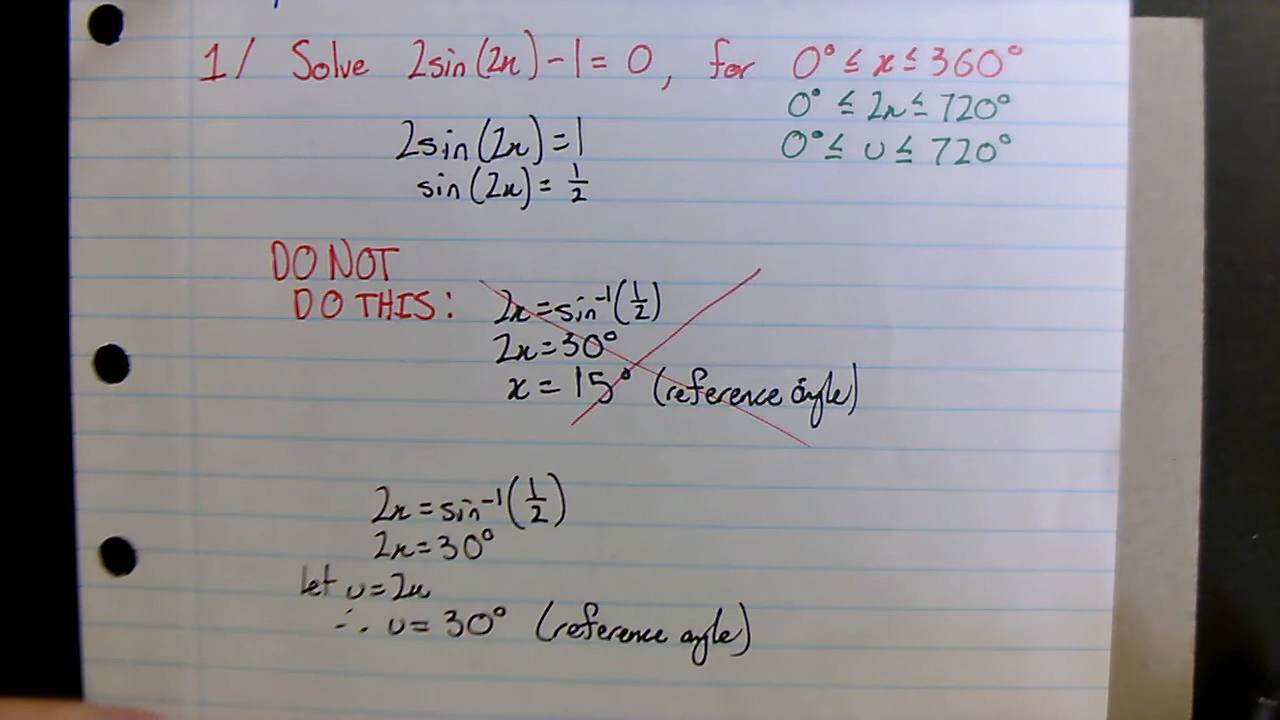 1/ Solve 2sin(2x)-1=0, for 0°≤x≤360°
0°≤2x≤720°
0°≤u≤720°
2sin(2x)=1
sin(2x)=1/2
DO NOT
DO THIS:
2x=sin⁻¹(1/2)
2x=30°
x=15° (reference angle)
2x=sin⁻¹(1/2)
2x=30°
let u=2x
∴ u=30° (reference angle)